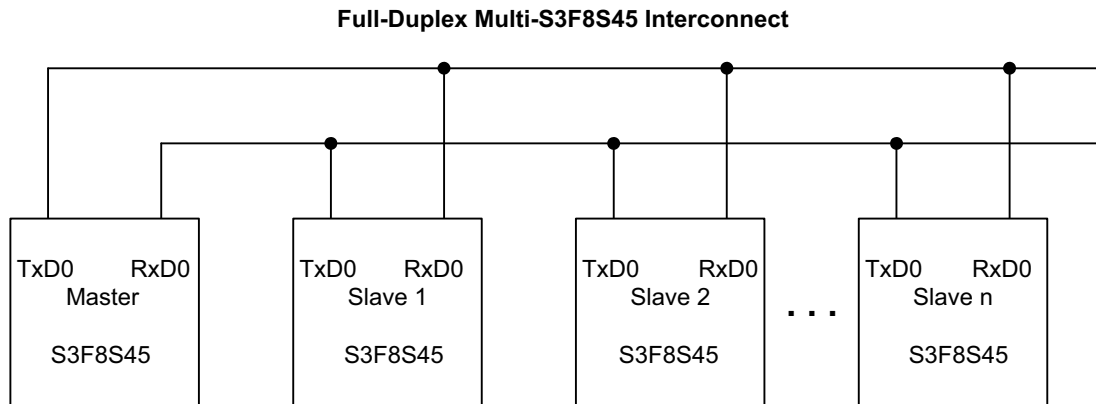 Full-Duplex Multi-S3F8S45 Interconnect
TxD0 RxD0 TxD0 RxD0 TxD0 RxD0 TxD0 RxD0
Master Slave 1 Slave 2 Slave n
. . .
S3F8S45 S3F8S45 S3F8S45 S3F8S45